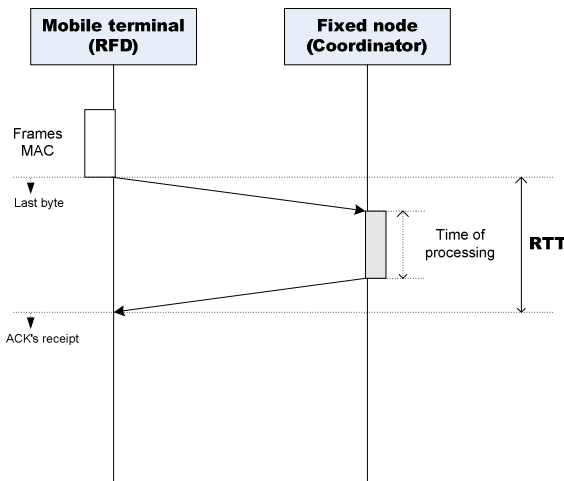 Mobile terminal
(RFD)
Fixed node
(Coordinator)
Frames
MAC
Last byte
Time of
processing
RTT
ACK's receipt